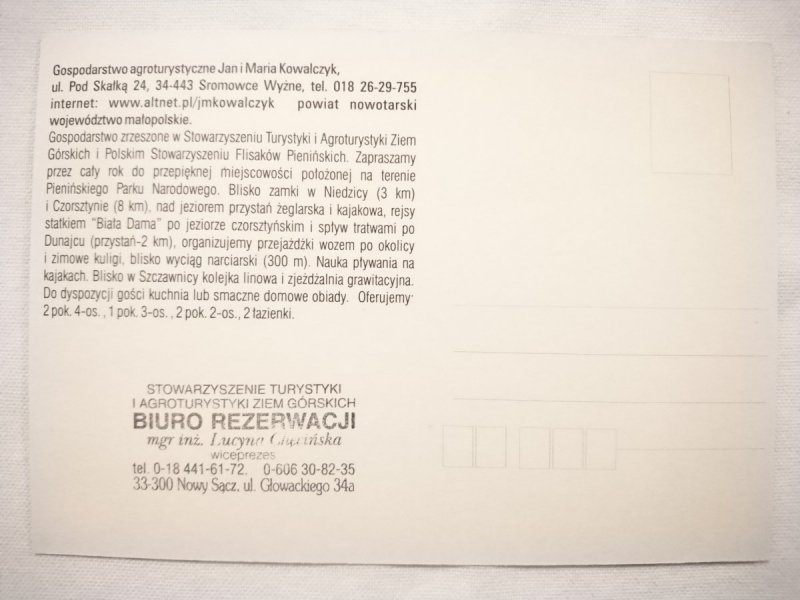 Gospodarstwo agroturystyczne Jan i Maria Kowalczyk,
ul. Pod Skałką 24, 34-443 Sromowce Wyżne, tel. 018 26-29-755
internet: www.altnet.pl/jmkowalczyk powiat nowotarski
województwo małopolskie.
Gospodarstwo zrzeszone w Stowarzyszeniu Turystyki i Agroturystyki Ziem
Górskich i Polskim Stowarzyszeniu Flisaków Pienińskich. Zapraszamy
przez cały rok do przepięknej miejscowości położonej na terenie
Pienińskiego Parku Narodowego. Blisko zamki w Niedzicy (3 km)
i Czorsztynie (8 km), nad jeziorem przystań żeglarska i kajakowa, rejsy
statkiem "Biała Dama" po jeziorze czorsztyńskim i spływ tratwami po
Dunajcu (przystań-2 km), organizujemy przejażdżki wozem po okolicy
i zimowe kuligi, blisko wyciąg narciarski (300 m). Nauka pływania na
kajakach. Blisko w Szczawnicy kolejka linowa i zjeżdżalnia grawitacyjna.
Do dyspozycji gości kuchnia lub smaczne domowe obiady. Oferujemy:
2 pok. 4-os., 1 pok. 3-os., 2 pok. 2-os., 2 łazienki.
STOWARZYSZENIE TURYSTYKI
I AGROTURYSTYKI ZIEM GÓRSKICH
BIURO REZERWACJI
mgr inż. Lucyna
wiceprezes
tel. 0-18 441-61-72, 0-606 30-82-35
33-300 Nowy Sącz, ul. Głowackiego 34a